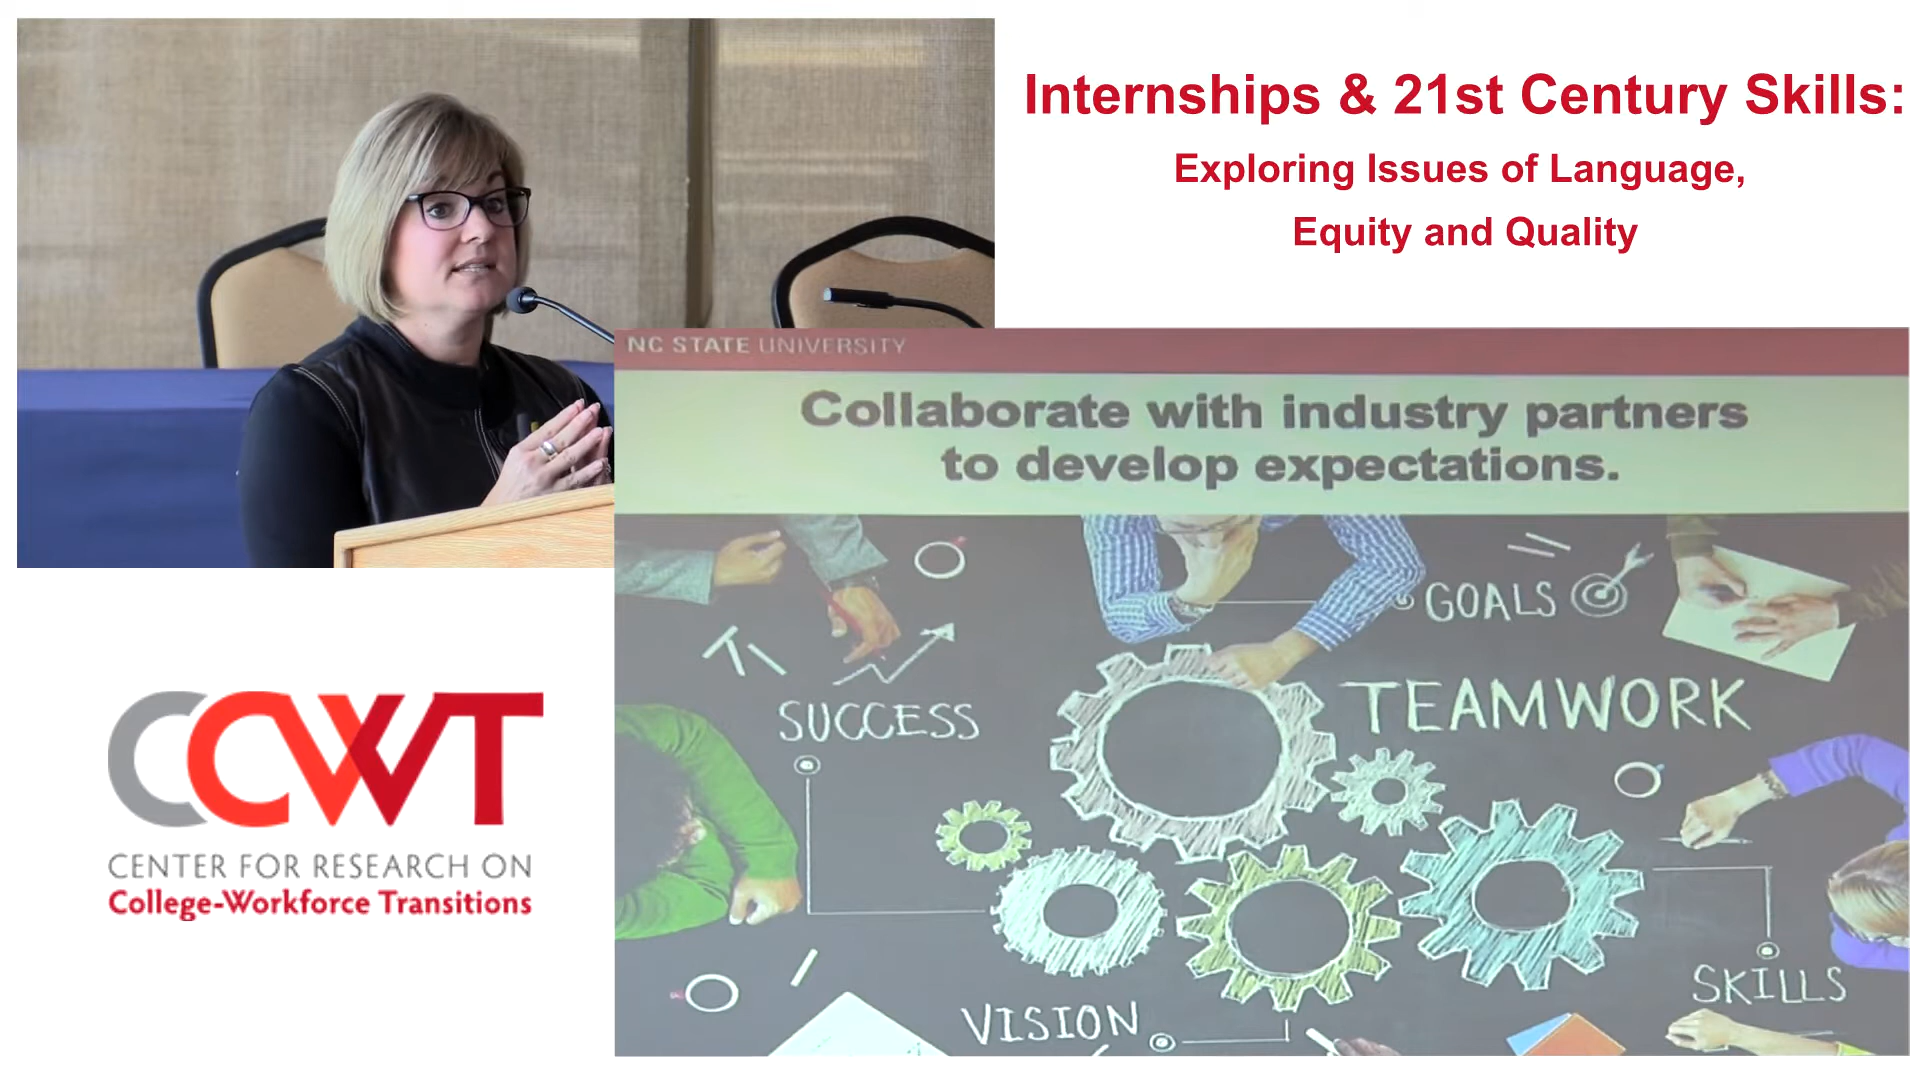 Internships & 21st Century Skills:
Exploring Issues of Language,
Equity and Quality
NC STATE UNIVERSITY
Collaborate with industry partners
to develop expectations.
GOALS
TEAMWORK
SUCCESS
SKILLS
VISION
CCWT
CENTER FOR RESEARCH ON
College-Workforce Transitions